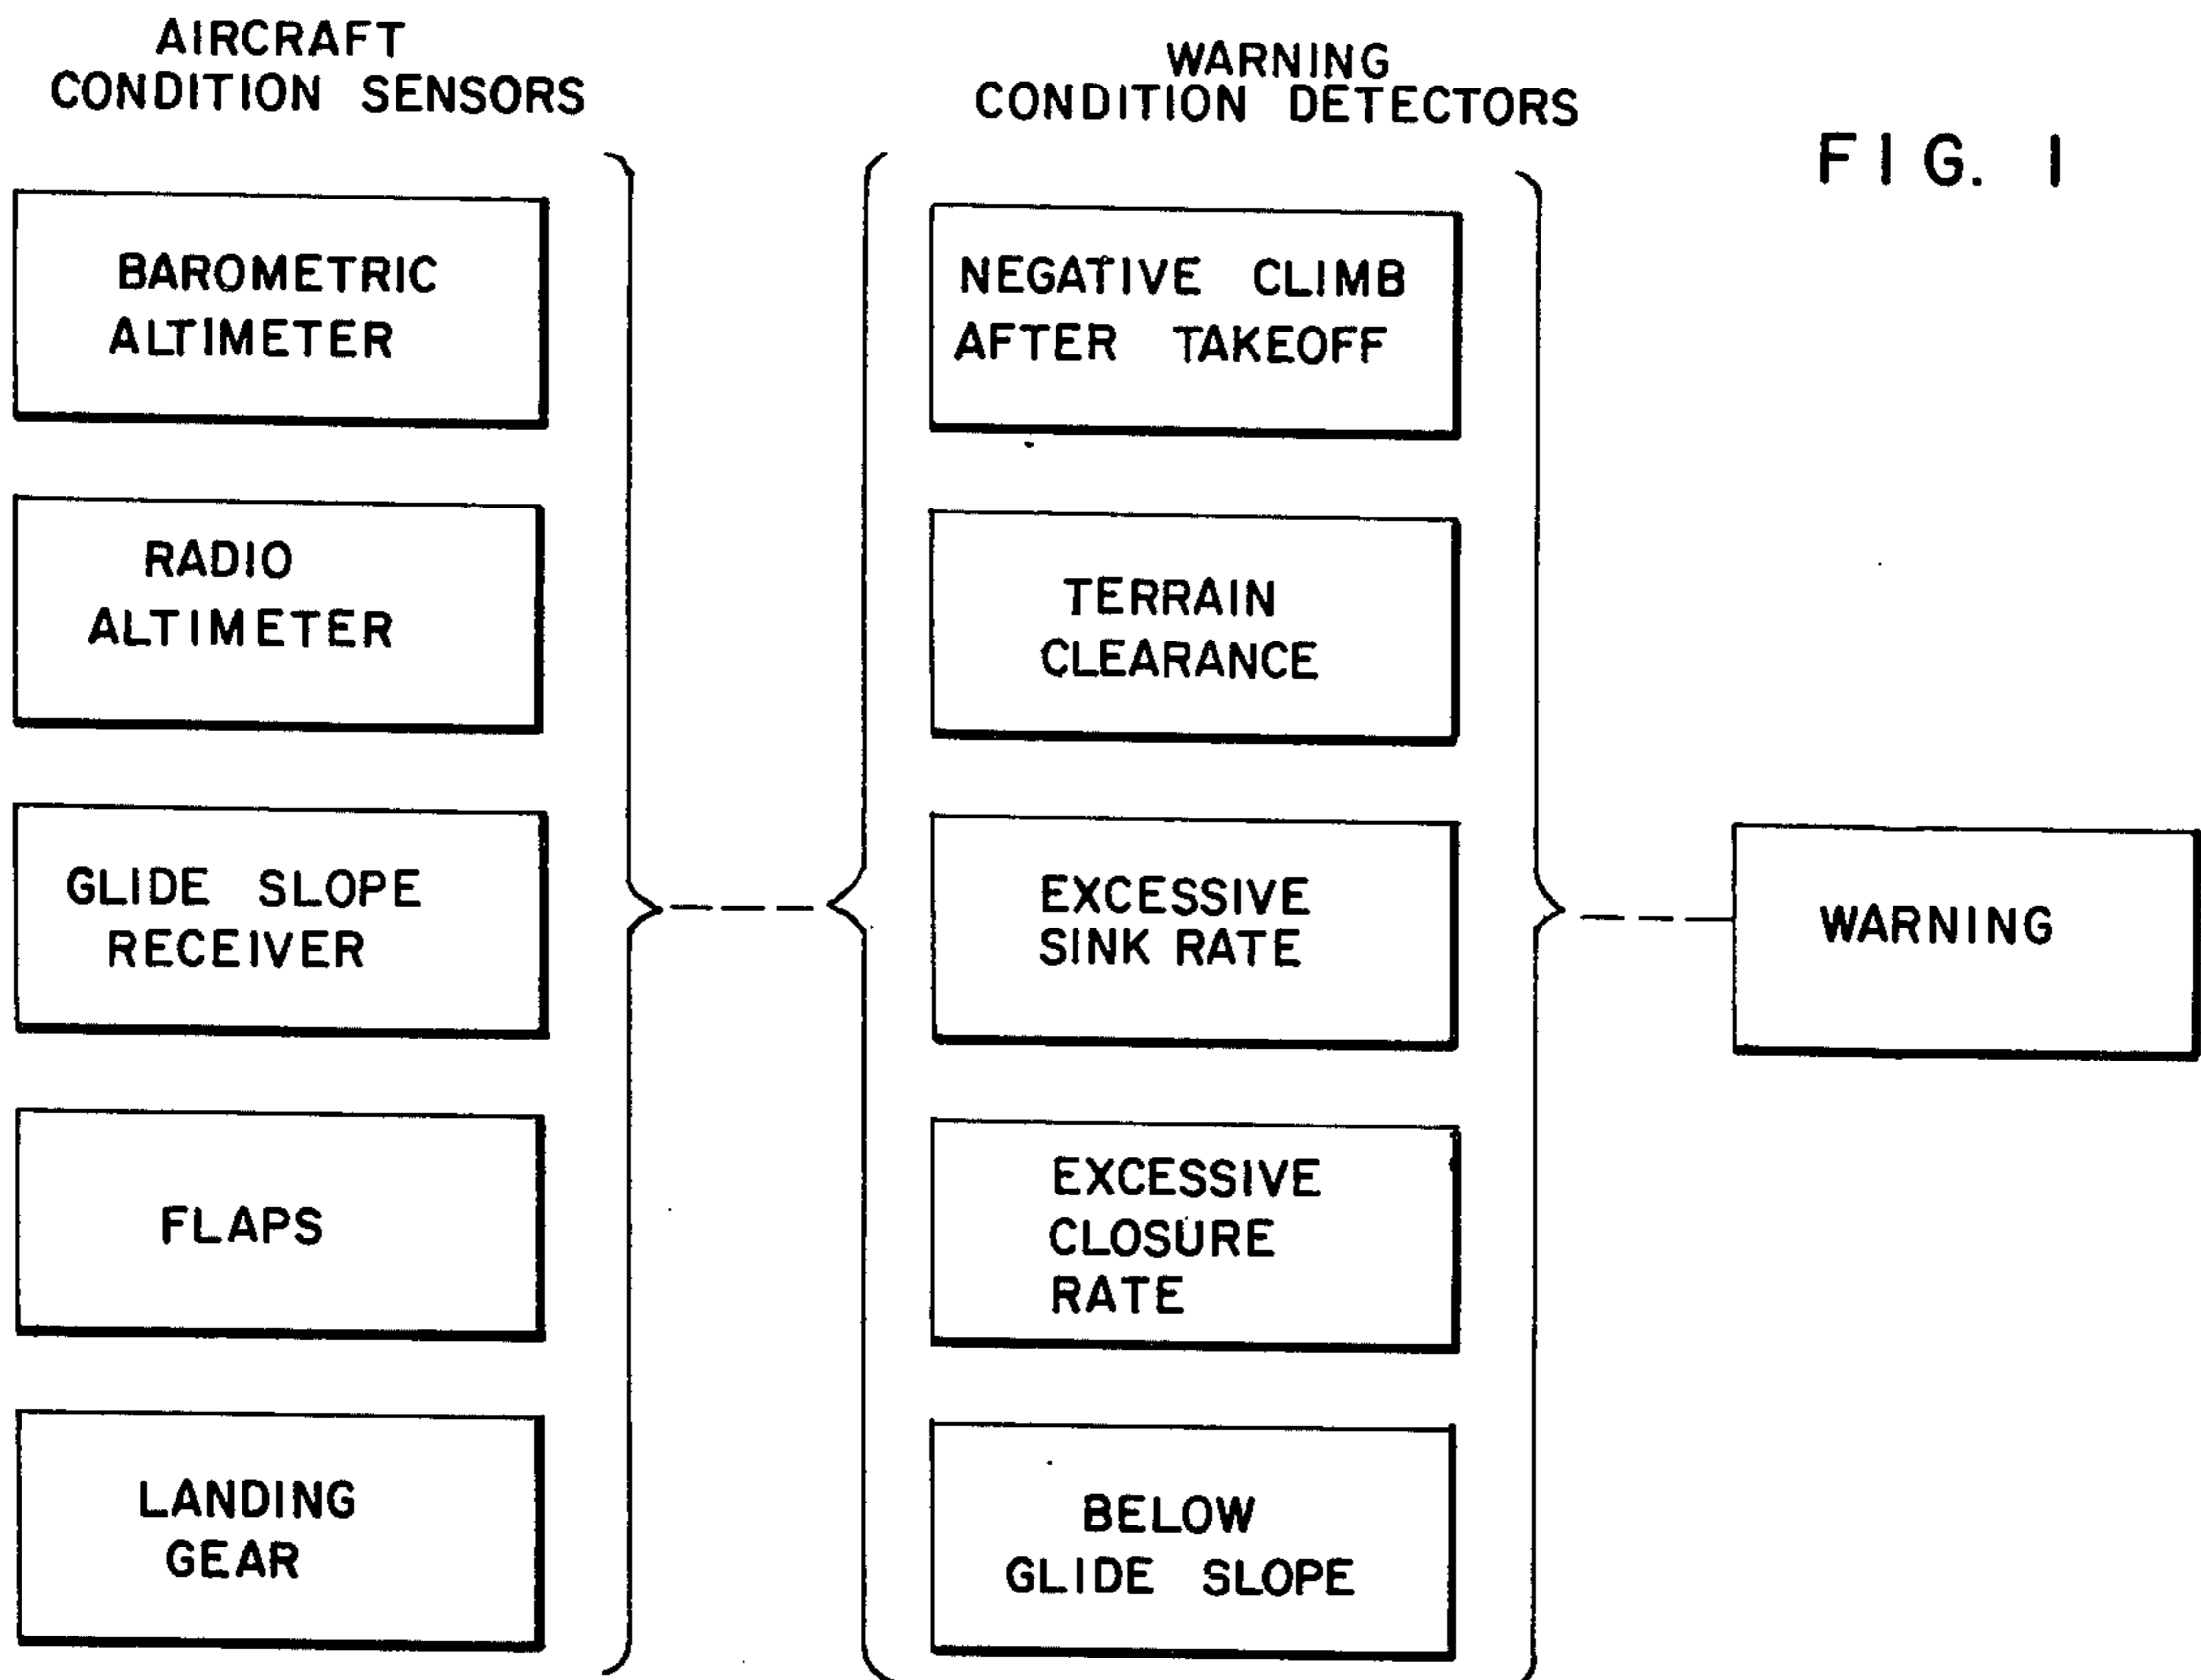 AIRCRAFT
CONDITION SENSORS
BAROMETRIC
ALTIMETER
RADIO
ALTIMETER
GLIDE SLOPE
RECEIVER
FLAPS
LANDING
GEAR
WARNING
CONDITION DETECTORS
NEGATIVE CLIMB
AFTER TAKEOFF
TERRAIN
CLEARANCE
EXCESSIVE
SINK RATE
EXCESSIVE
CLOSURE
RATE
BELOW
GLIDE SLOPE
FIG. 1
WARNING